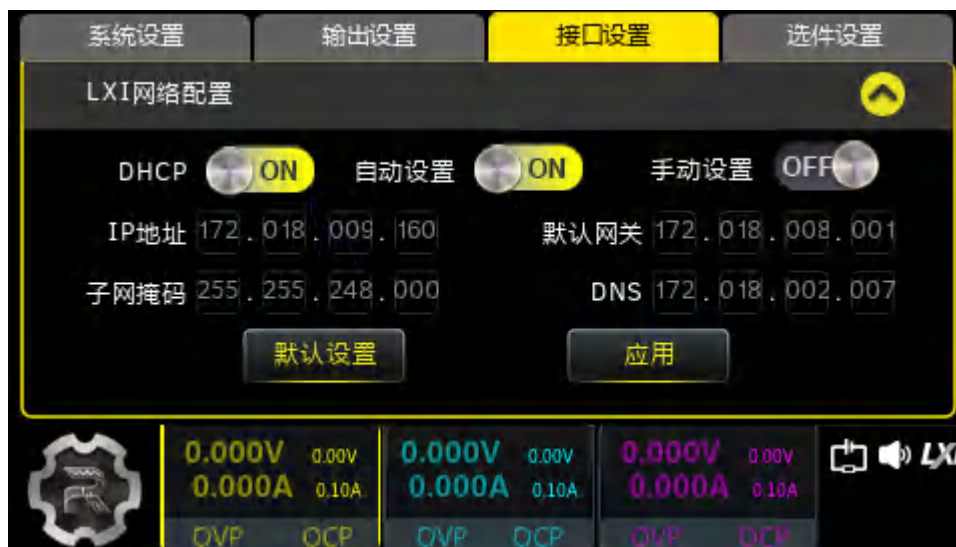 系统设置 输出设置 接口设置 选件设置
LXI网络配置
DHCP ON 自动设置 ON 手动设置 OFF
IP地址 172.018.009.160 默认网关 172.018.008.001
子网掩码 255.255.248.000 DNS 172.018.002.007
默认设置 应用
0.000V 0.00V 0.000V 0.00V 0.000V 0.00V
0.000A 0.10A 0.000A 0.10A 0.000A 0.10A
OVP OCP OVP OCP OVP OCP
LXI